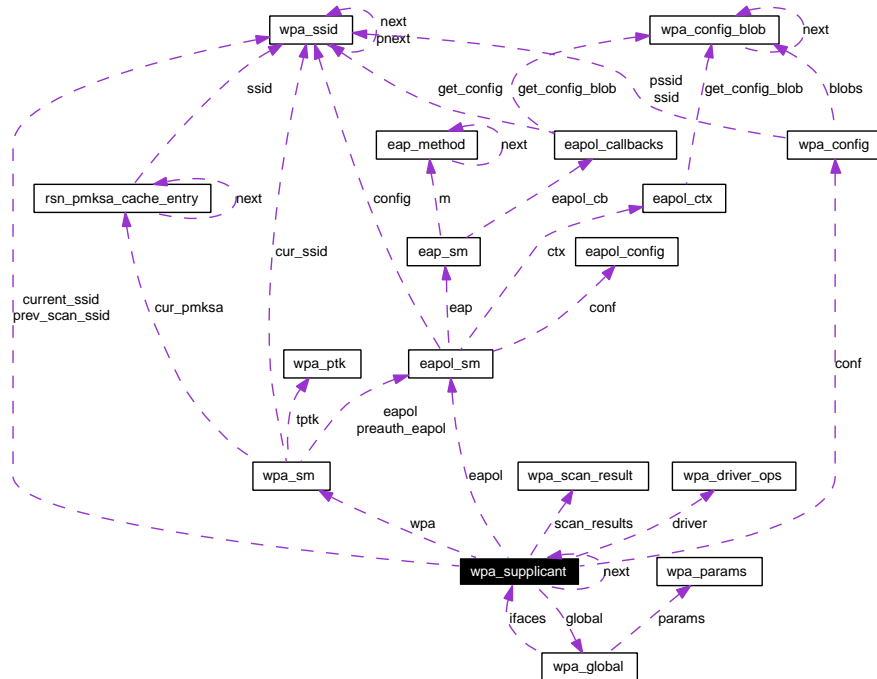 wpa_ssid
next
pnext
wpa_config_blob
next
ssid
get_config
get_config_blob
pssid
ssid
get_config_blob
blobs
eap_method
next
eapol_callbacks
wpa_config
rsn_pmksa_cache_entry
next
config
m
eapol_cb
eapol_ctx
cur_ssid
eap_sm
ctx
eapol_config
current_ssid
prev_scan_ssid
cur_pmksa
eap
conf
wpa_ptk
eapol_sm
conf
tptk
eapol
preauth_eapol
wpa_sm
eapol
wpa_scan_result
wpa_driver_ops
wpa
scan_results
driver
wpa_supplicant
next
wpa_params
ifaces
global
params
wpa_global